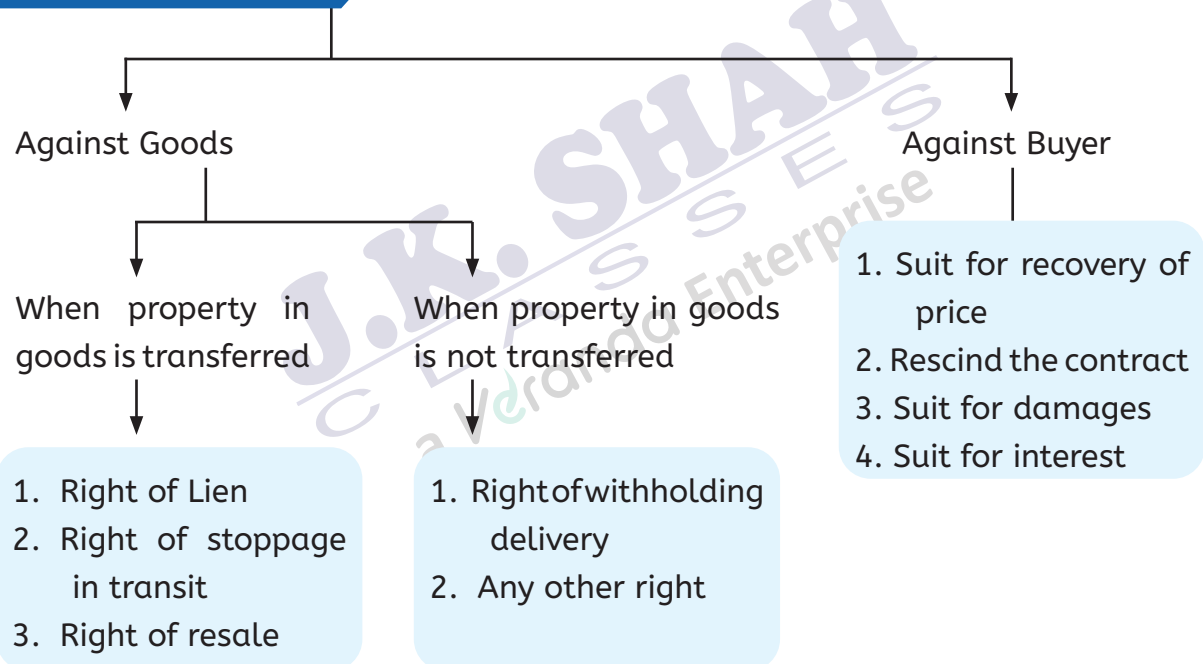 Against Goods
Against Buyer
When property in
goods is transferred
When property in goods
is not transferred
1. Suit for recovery of
price
2. Rescind the contract
3. Suit for damages
4. Suit for interest
1. Right of Lien
2. Right of stoppage
in transit
3. Right of resale
1. Right of withholding
delivery
2. Any other right
J.K. SHAH
CLASSES
a Veranda Enterprise